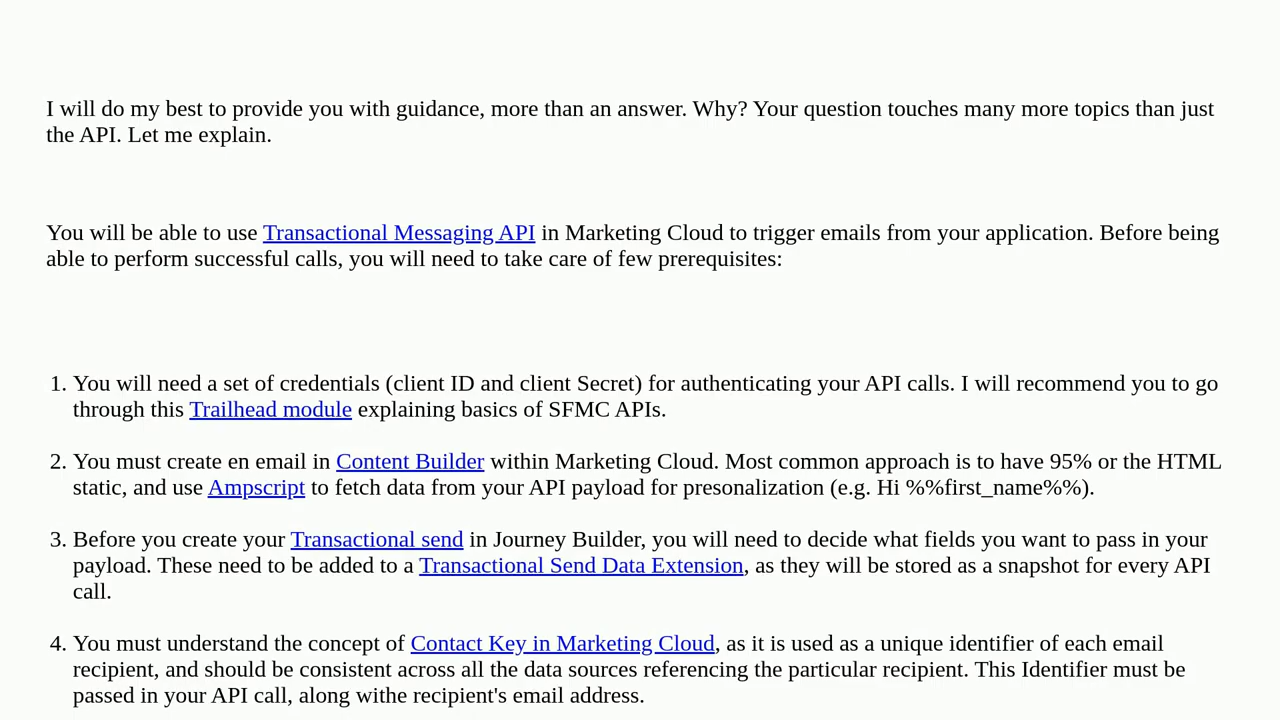 I will do my best to provide you with guidance, more than an answer. Why? Your question touches many more topics than just
the API. Let me explain.
You will be able to use Transactional Messaging API in Marketing Cloud to trigger emails from your application. Before being
able to perform successful calls, you will need to take care of few prerequisites:
1. You will need a set of credentials (client ID and client Secret) for authenticating your API calls. I will recommend you to go
through this Trailhead module explaining basics of SFMC APIs.
2. You must create en email in Content Builder within Marketing Cloud. Most common approach is to have 95% or the HTML
static, and use Ampscript to fetch data from your API payload for presonalization (e.g. Hi %%first_name%%).
3. Before you create your Transactional send in Journey Builder, you will need to decide what fields you want to pass in your
payload. These need to be added to a Transactional Send Data Extension, as they will be stored as a snapshot for every API
call.
4. You must understand the concept of Contact Key in Marketing Cloud, as it is used as a unique identifier of each email
recipient, and should be consistent across all the data sources referencing the particular recipient. This Identifier must be
passed in your API call, along withe recipient's email address.